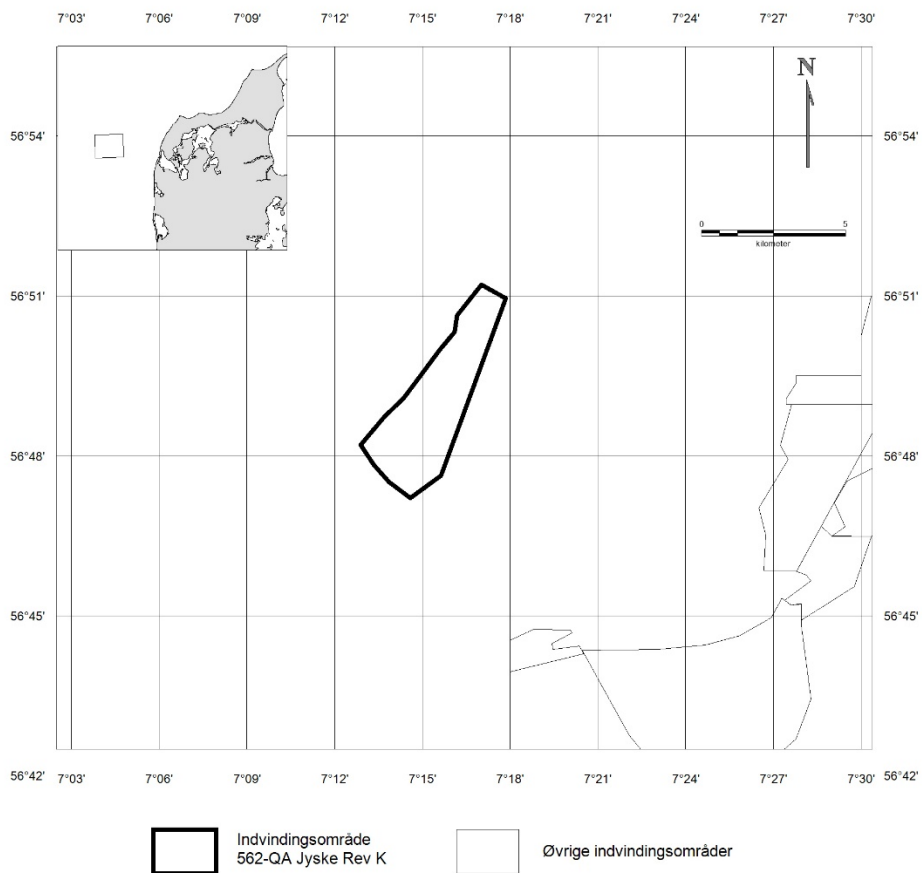 7°03' 7°06' 7°09' 7°12' 7°15' 7°18' 7°21' 7°24' 7°27' 7°30'
N
56°54' 56°54'
0 5
kilometer
56°51' 56°51'
56°48' 56°48'
56°45' 56°45'
56°42' 7°03' 7°06' 7°09' 7°12' 7°15' 7°18' 7°21' 7°24' 7°27' 7°30' 56°42'
Indvindingsområde
562-QA Jyske Rev K
Øvrige indvindingsområder